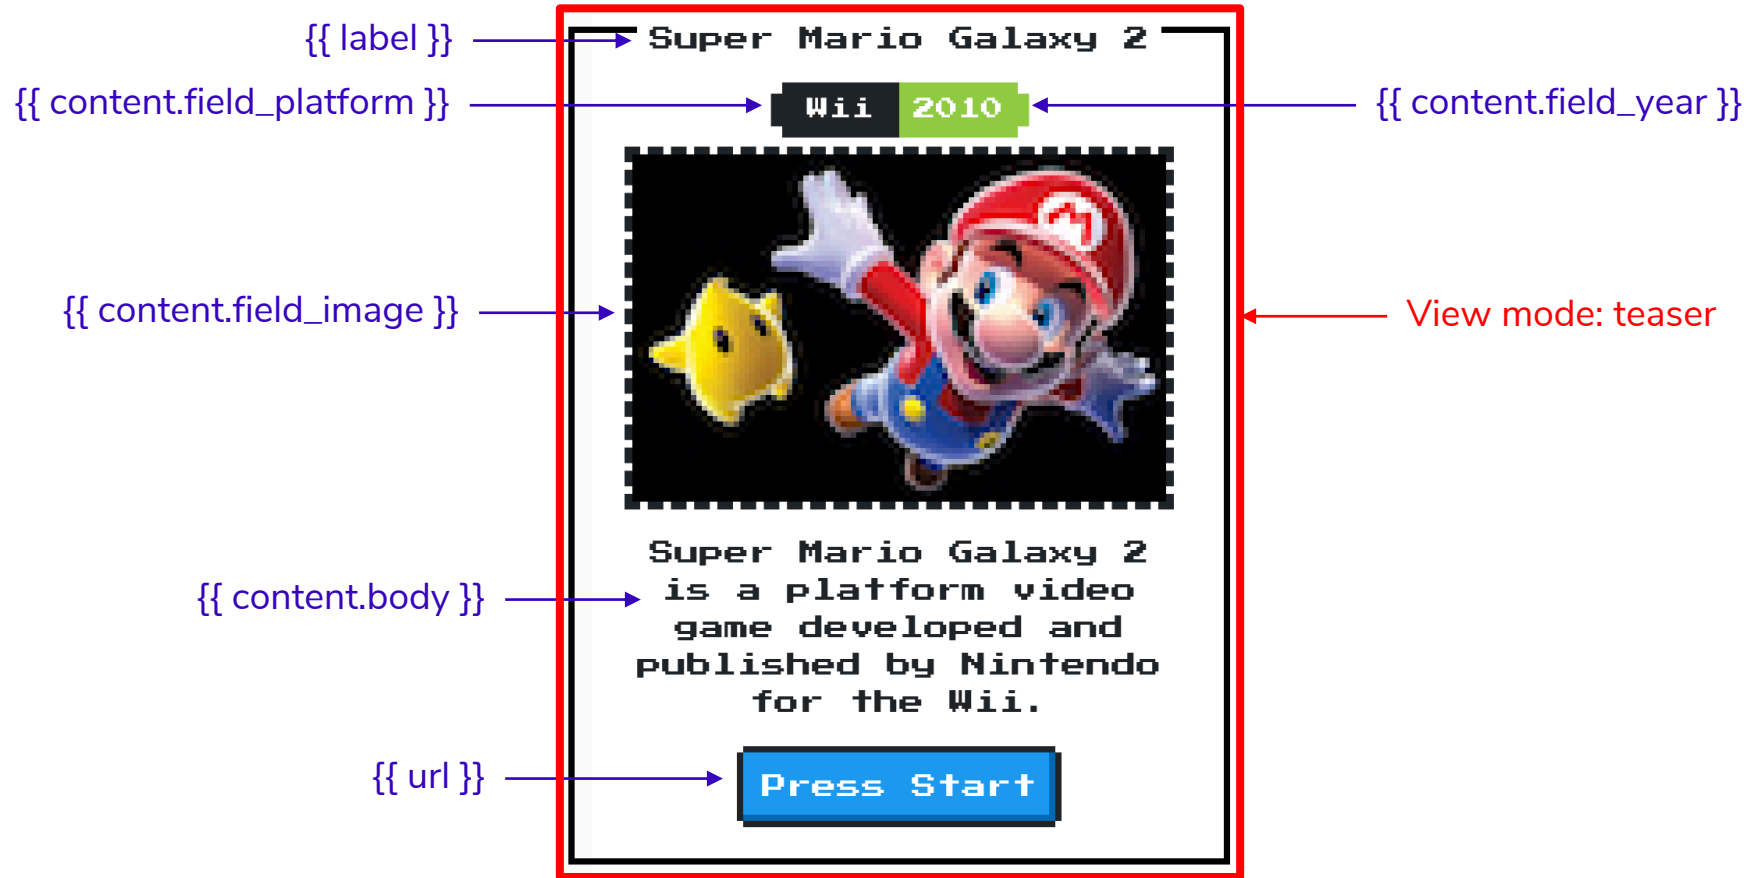 {{ label }}
Super Mario Galaxy 2
{{ content.field_platform }}
Wii 2010
{{ content.field_year }}
{{ content.field_image }}
M
View mode: teaser
Super Mario Galaxy 2
is a platform video
game developed and
published by Nintendo
for the Wii.
{{ content.body }}
{{ url }}
Press Start